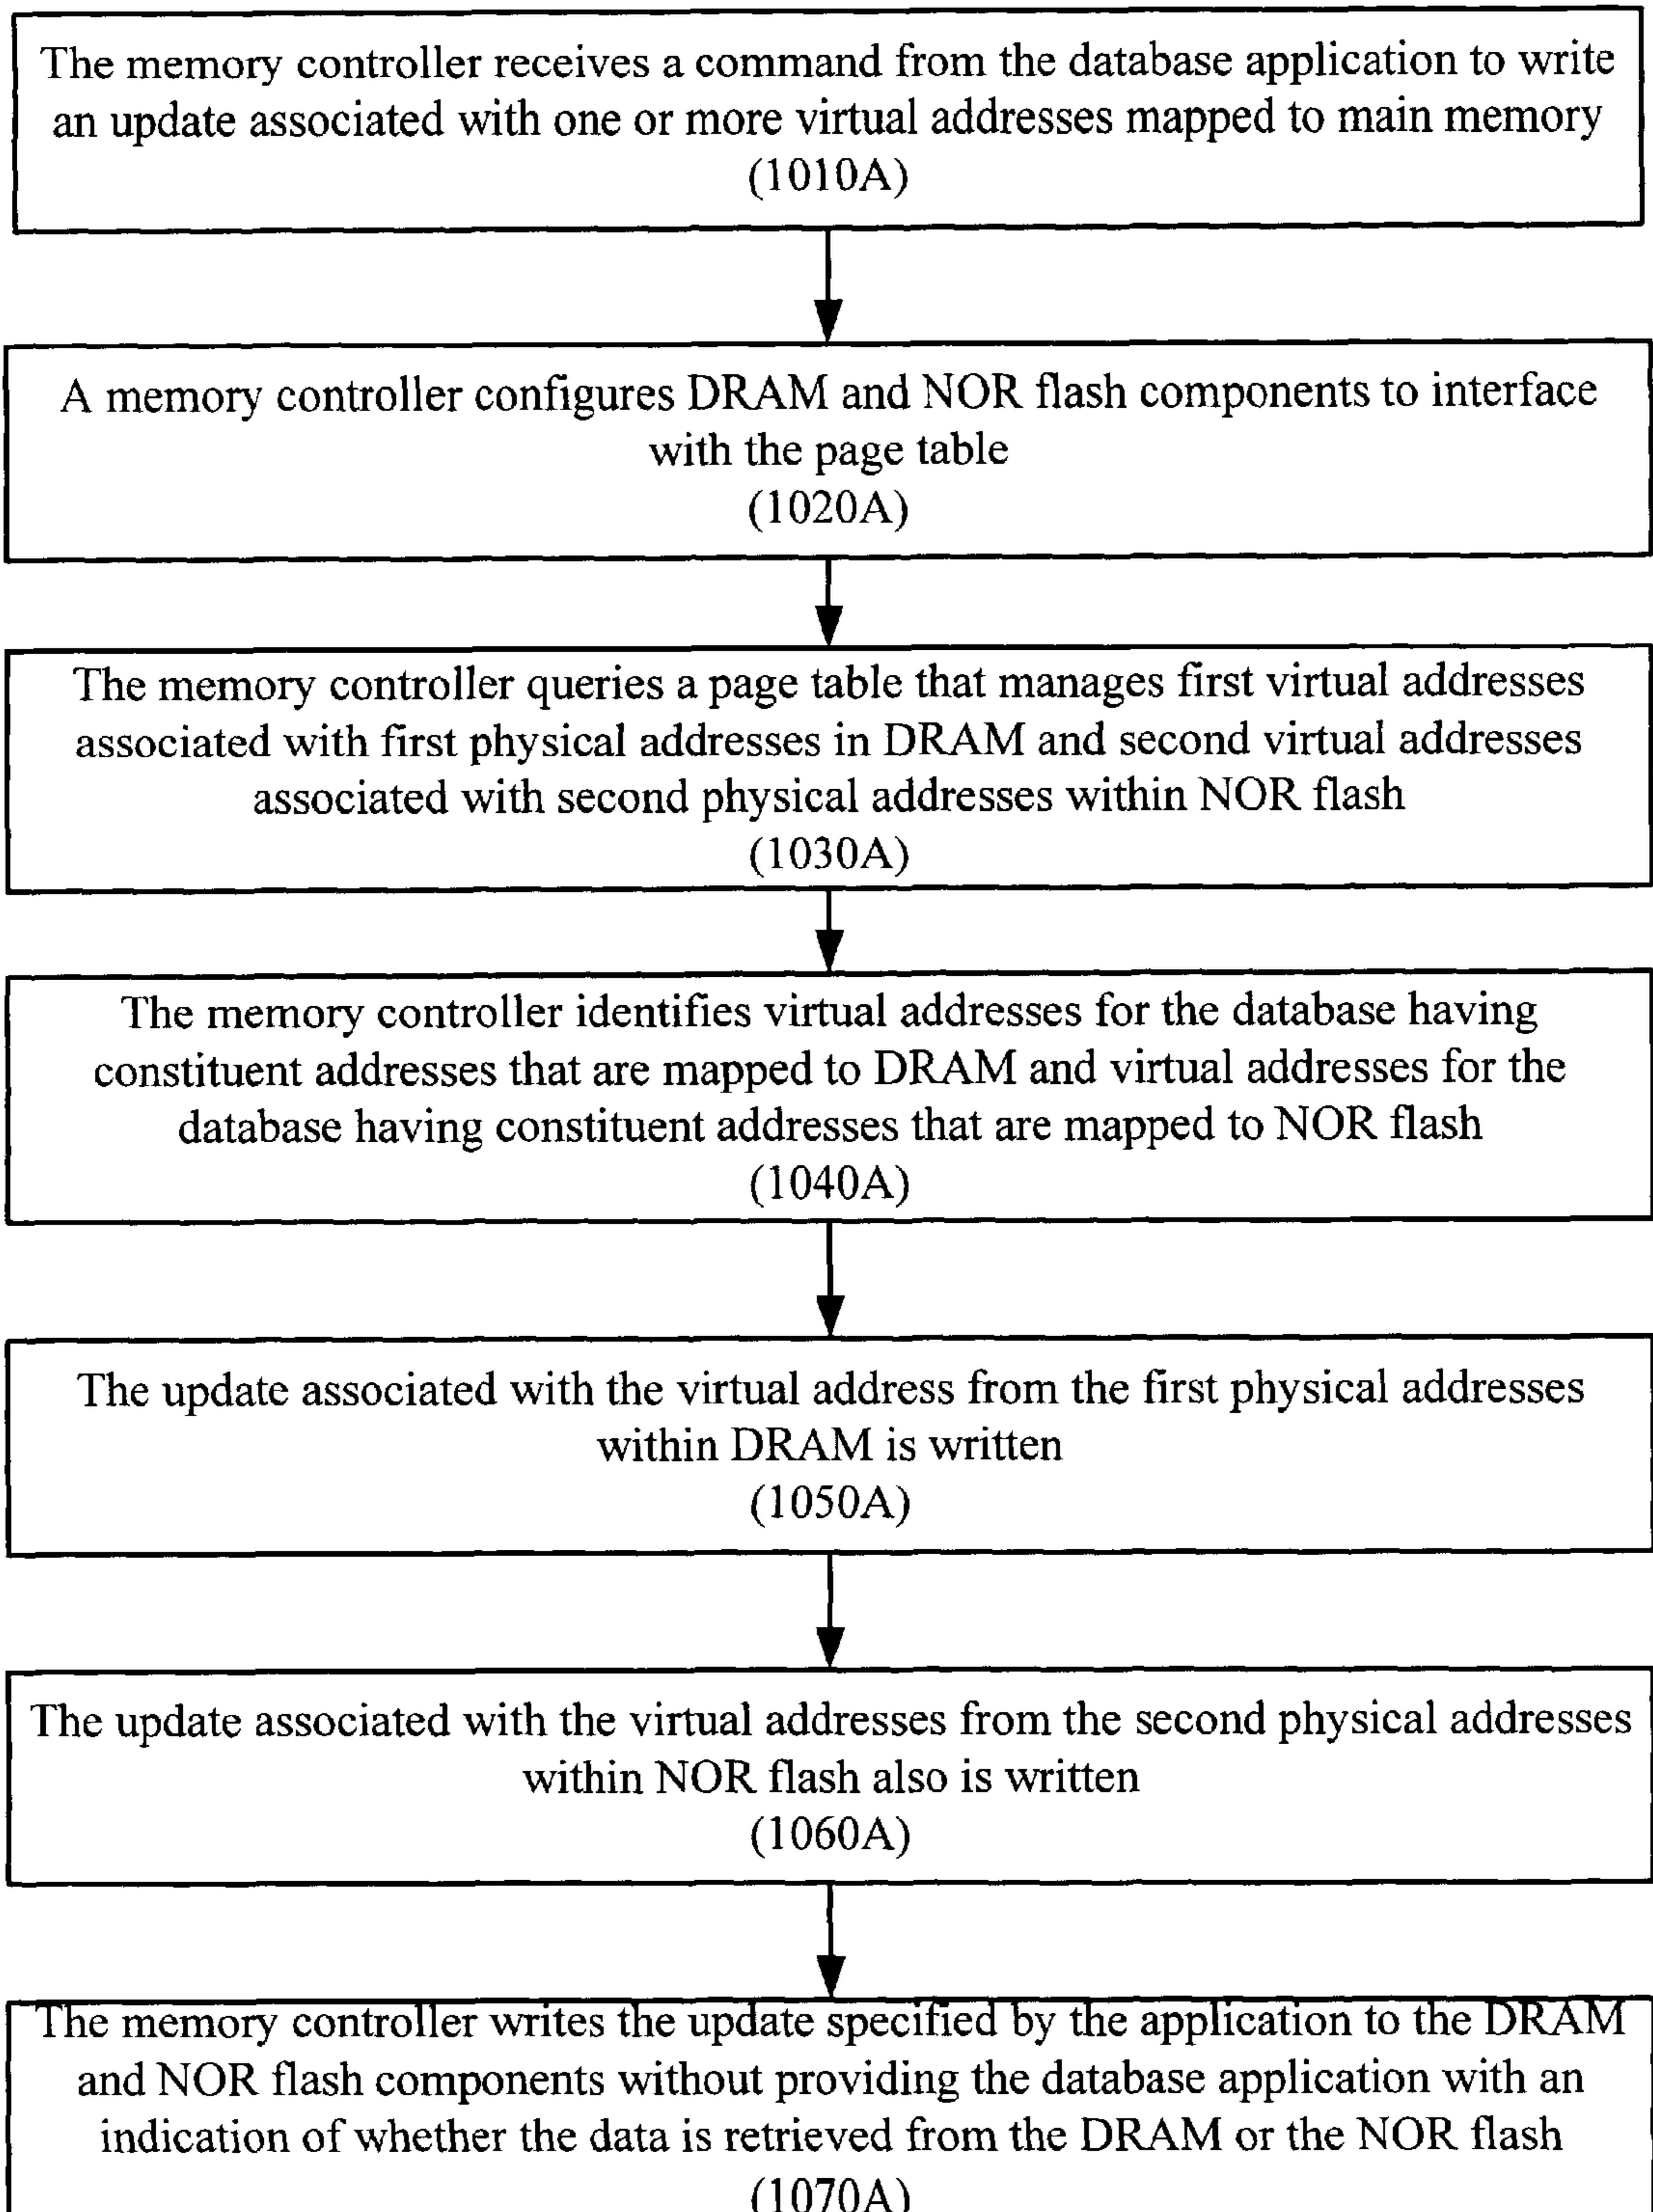 The memory controller receives a command from the database application to write
an update associated with one or more virtual addresses mapped to main memory
(1010A)
A memory controller configures DRAM and NOR flash components to interface
with the page table
(1020A)
The memory controller queries a page table that manages first virtual addresses
associated with first physical addresses in DRAM and second virtual addresses
associated with second physical addresses within NOR flash
(1030A)
The memory controller identifies virtual addresses for the database having
constituent addresses that are mapped to DRAM and virtual addresses for the
database having constituent addresses that are mapped to NOR flash
(1040A)
The update associated with the virtual address from the first physical addresses
within DRAM is written
(1050A)
The update associated with the virtual addresses from the second physical addresses
within NOR flash also is written
(1060A)
The memory controller writes the update specified by the application to the DRAM
and NOR flash components without providing the database application with an
indication of whether the data is retrieved from the DRAM or the NOR flash
(1070A)